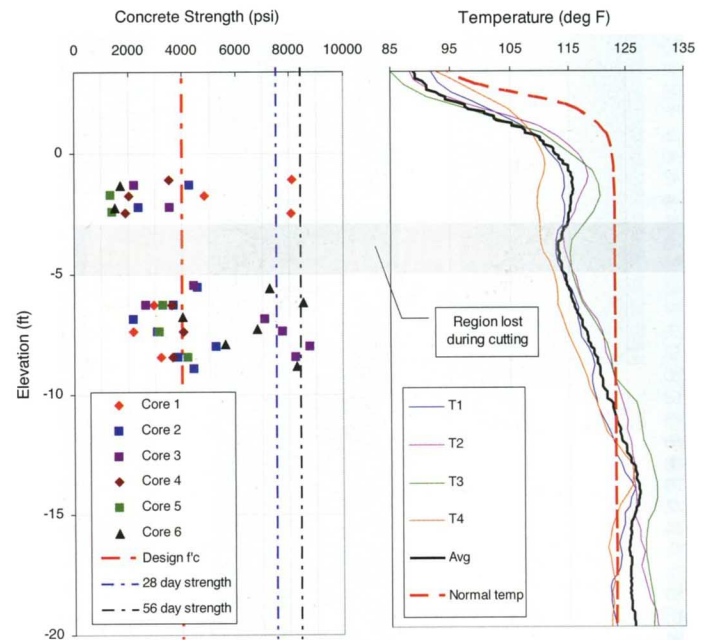 Concrete Strength (psi)
0 2000 4000 6000 8000 10000
Elevation (ft)
0
-5
-10
-15
-20
Core 1
Core 2
Core 3
Core 4
Core 5
Core 6
Design f'c
28 day strength
56 day strength
Temperature (deg F)
85 95 105 115 125 135
Region lost
during cutting
T1
T2
T3
T4
Avg
Normal temp